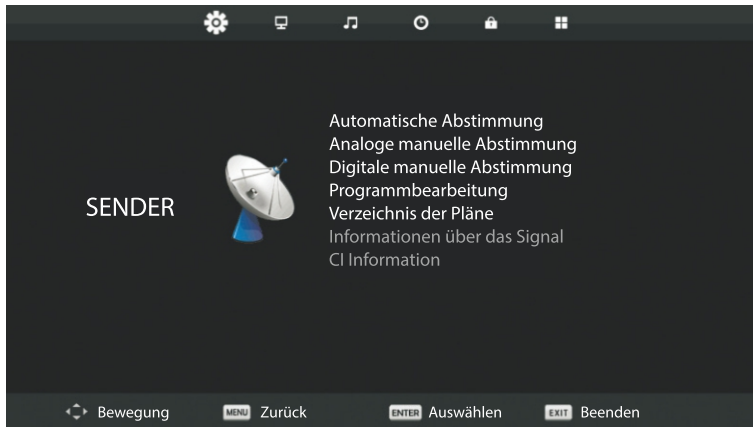 Automatische Abstimmung
Analoge manuelle Abstimmung
Digitale manuelle Abstimmung
Programmbearbeitung
SENDER
Verzeichnis der Pläne
Informationen über das Signal
CI Information
Bewegung
MENU Zurück
ENTER Auswählen
EXIT Beenden